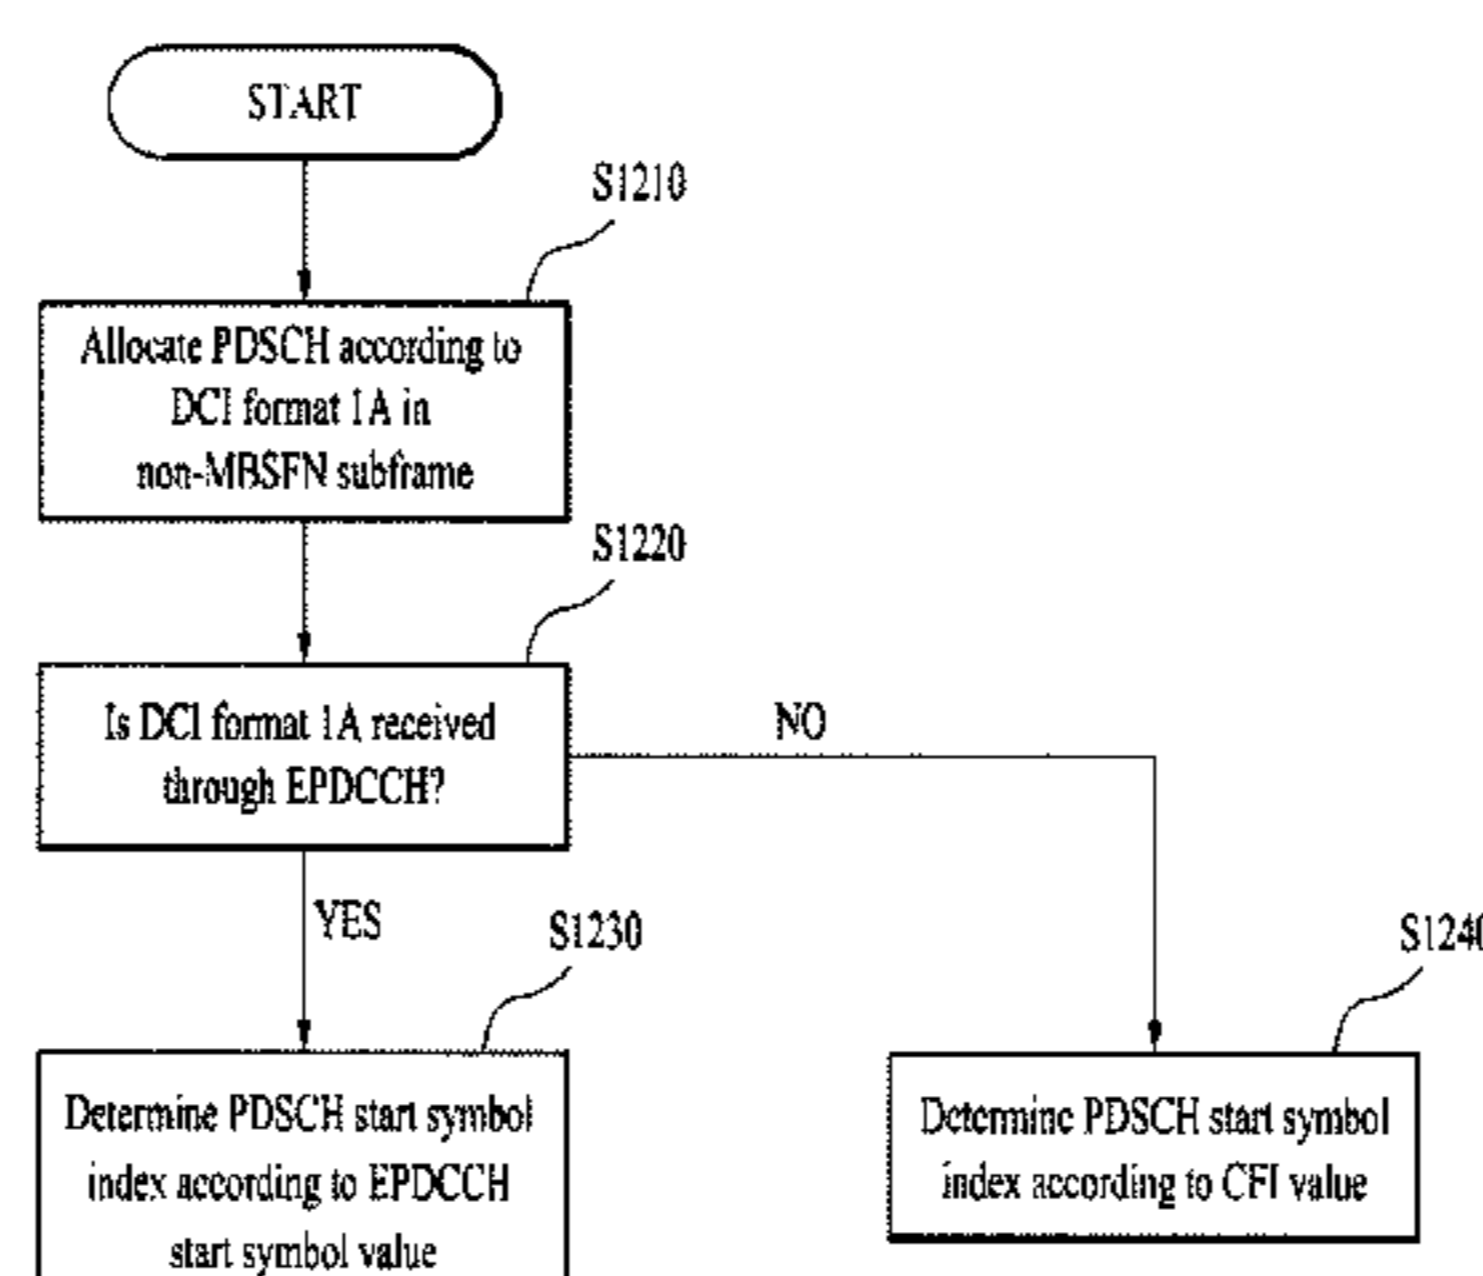 START
S1210
Allocate PDSCH according to
DCI format 1A in
non-MBSFN subframe
S1220
Is DCI format 1A received
through EPDCCH?
NO
YES
S1230
S1240
Determine PDSCH start symbol
index according to EPDCCH
start symbol value
Determine PDSCH start symbol
index according to CFI value